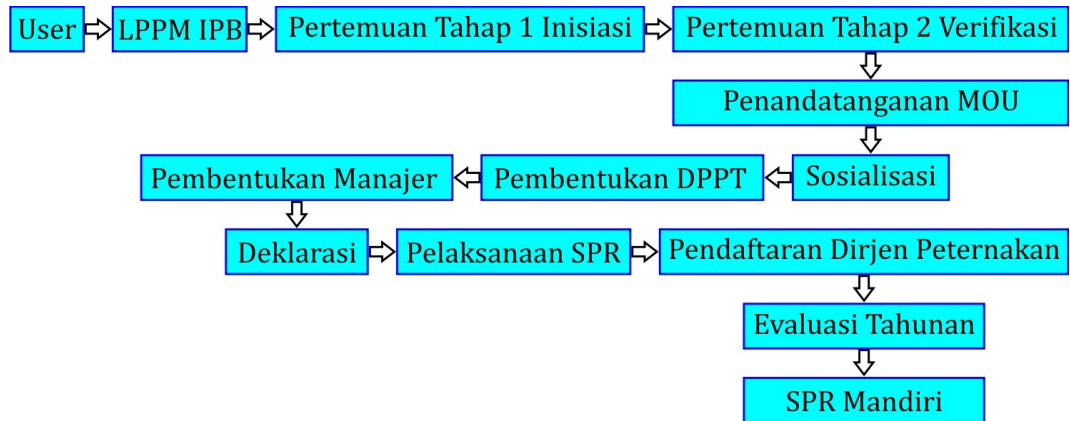 User
LPPM IPB
Pertemuan Tahap 1 Inisiasi
Pertemuan Tahap 2 Verifikasi
Penandatanganan MOU
Sosialisasi
Pembentukan DPPT
Pembentukan Manajer
Deklarasi
Pelaksanaan SPR
Pendaftaran Dirjen Peternakan
Evaluasi Tahunan
SPR Mandiri